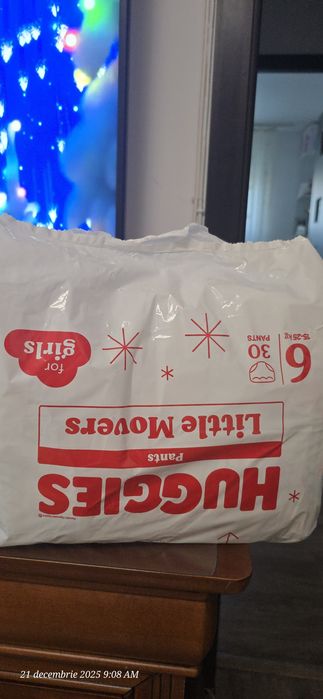 HUGGIES
Pants
Little Movers
6
15-25 kg
30
PANTS
for
girls
21 decembrie 2025 9:08 AM